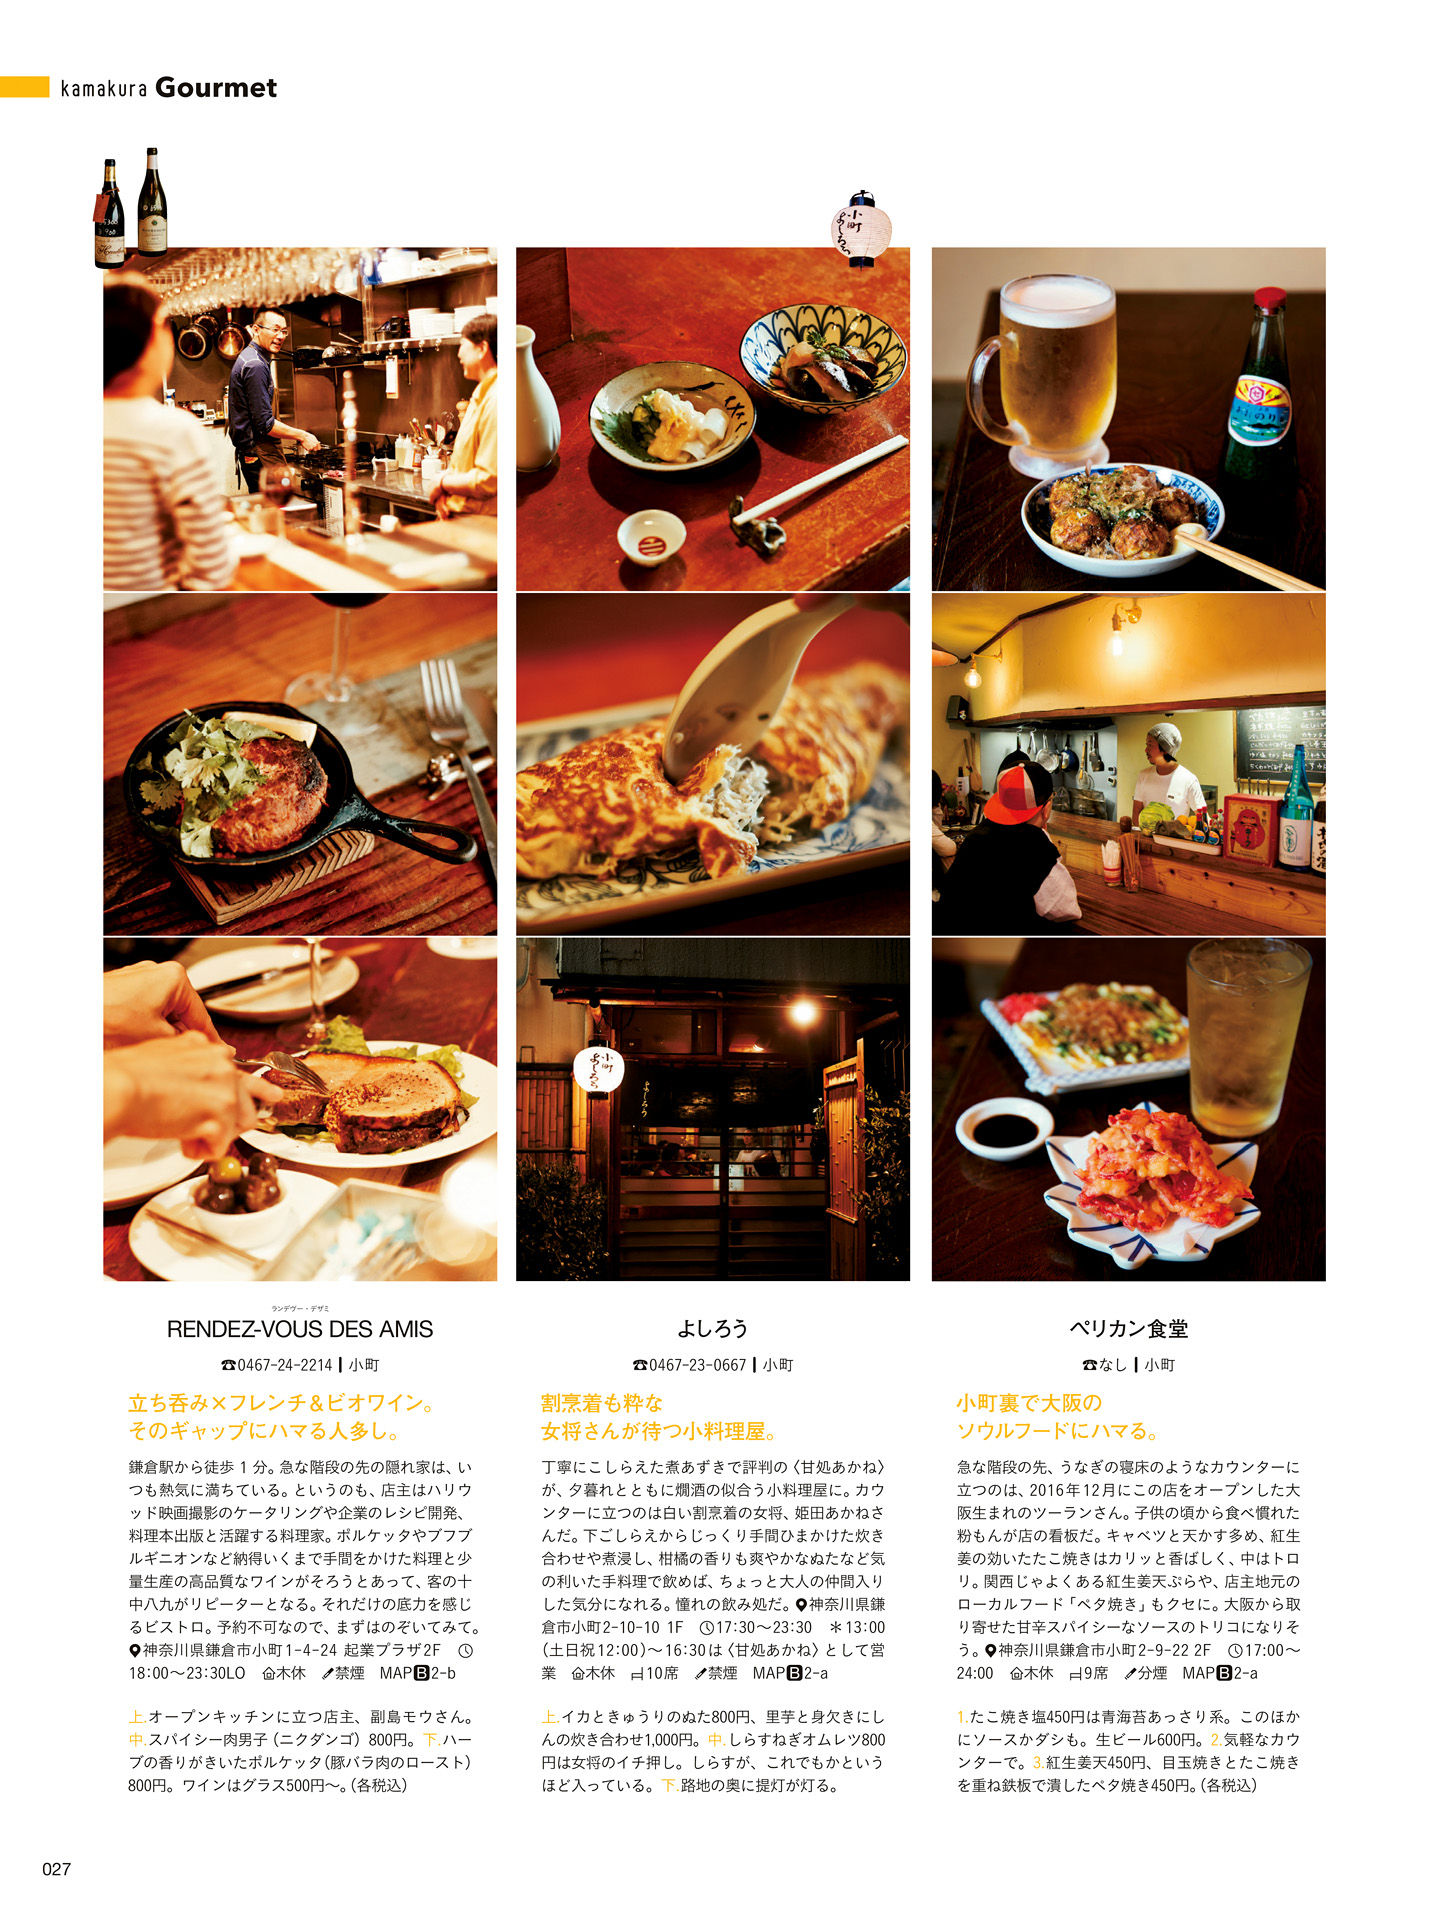 kamakura Gourmet
小町
よしろう
ランデヴー・デザミ
RENDEZ-VOUS DES AMIS
☎0467-24-2214 | 小町
立ち呑み×フレンチ&ビオワイン。
そのギャップにハマる人多し。
鎌倉駅から徒歩1分。急な階段の先の隠れ家は、い
つも熱気に満ちている。というのも、店主はハリウ
ッド映画撮影のケータリングや企業のレシピ開発、
料理本出版と活躍する料理家。ポルケッタやブフブ
ルギニオンなど納得いくまで手間をかけた料理と少
量生産の高品質なワインがそろうとあって、客の十
中八九がリピーターとなる。それだけの底力を感じ
るビストロ。予約不可なので、まずはのぞいてみて。
神奈川県鎌倉市小町1-4-24 起業プラザ2F
18:00〜23:30LO 木休 禁煙 MAP B 2-b
上.オープンキッチンに立つ店主、副島モウさん。
中.スパイシー肉男子(ニクダンゴ)800円。下.ハー
ブの香りがきいたポルケッタ(豚バラ肉のロースト)
800円。ワインはグラス500円〜。(各税込)
小町
よしろう
よしろう
よしろう
☎0467-23-0667 | 小町
割烹着も粋な
女将さんが待つ小料理屋。
丁寧にこしらえた煮あずきで評判の〈甘処あかね〉
が、夕暮れとともに燗酒の似合う小料理屋に。カウ
ンターに立つのは白い割烹着の女将、姫田あかねさ
んだ。下ごしらえからじっくり手間ひまかけた炊き
合わせや煮浸し、柑橘の香りも爽やかなぬたなど気
の利いた手料理で飲めば、ちょっと大人の仲間入り
した気分になれる。憧れの飲み処だ。神奈川県鎌
倉市小町2-10-10 1F 17:30〜23:30 ＊13:00
(土日祝12:00)〜16:30は〈甘処あかね〉として営
業 木休 10席 禁煙 MAP B 2-a
上.イカときゅうりのぬた800円、里芋と身欠きにし
んの炊き合わせ1,000円。中.しらすねぎオムレツ800
円は女将のイチ押し。しらすが、これでもかという
ほど入っている。下.路地の奥に提灯が灯る。
ペリカン食堂
☎なし | 小町
小町裏で大阪の
ソウルフードにハマる。
急な階段の先、うなぎの寝床のようなカウンターに
立つのは、2016年12月にこの店をオープンした大
阪生まれのツーランさん。子供の頃から食べ慣れた
粉もんが店の看板だ。キャベツと天かす多め、紅生
姜の効いたたこ焼きはカリッと香ばしく、中はトロ
リ。関西じゃよくある紅生姜天ぷらや、店主地元の
ローカルフード「ペタ焼き」もクセに。大阪から取
り寄せた甘辛スパイシーなソースのトリコになりそ
う。神奈川県鎌倉市小町2-9-22 2F 17:00〜
24:00 木休 9席 分煙 MAP B 2-a
1.たこ焼き塩450円は青海苔あっさり系。このほか
にソースかダシも。生ビール600円。2.気軽なカウ
ンターで。3.紅生姜天450円、目玉焼きとたこ焼き
を重ね鉄板で潰したペタ焼き450円。(各税込)
027